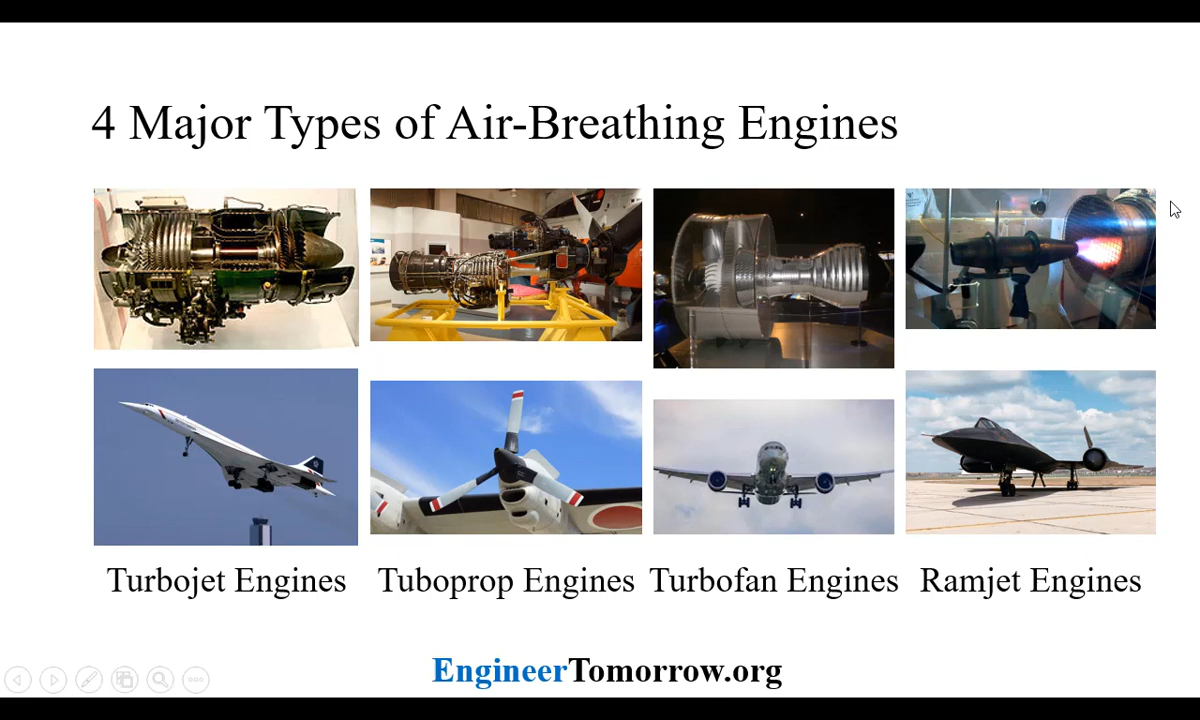 4 Major Types of Air-Breathing Engines
Turbojet Engines
Tuboprop Engines
Turbofan Engines
Ramjet Engines
EngineerTomorrow.org